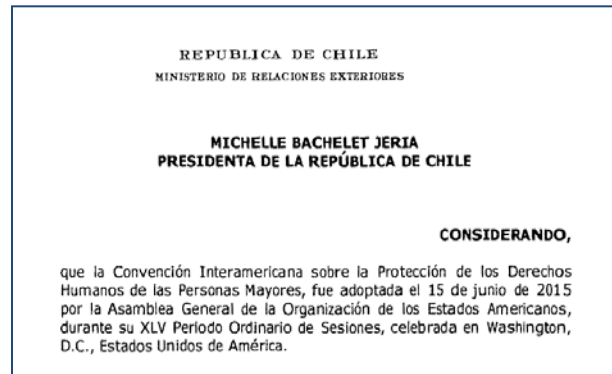 REPUBLICA DE CHILE
MINISTERIO DE RELACIONES EXTERIORES
MICHELLE BACHELET JERIA
PRESIDENTA DE LA REPÚBLICA DE CHILE
CONSIDERANDO,
que la Convención Interamericana sobre la Protección de los Derechos
Humanos de las Personas Mayores, fue adoptada el 15 de junio de 2015
por la Asamblea General de la Organización de los Estados Americanos,
durante su XLV Periodo Ordinario de Sesiones, celebrada en Washington,
D.C., Estados Unidos de América.